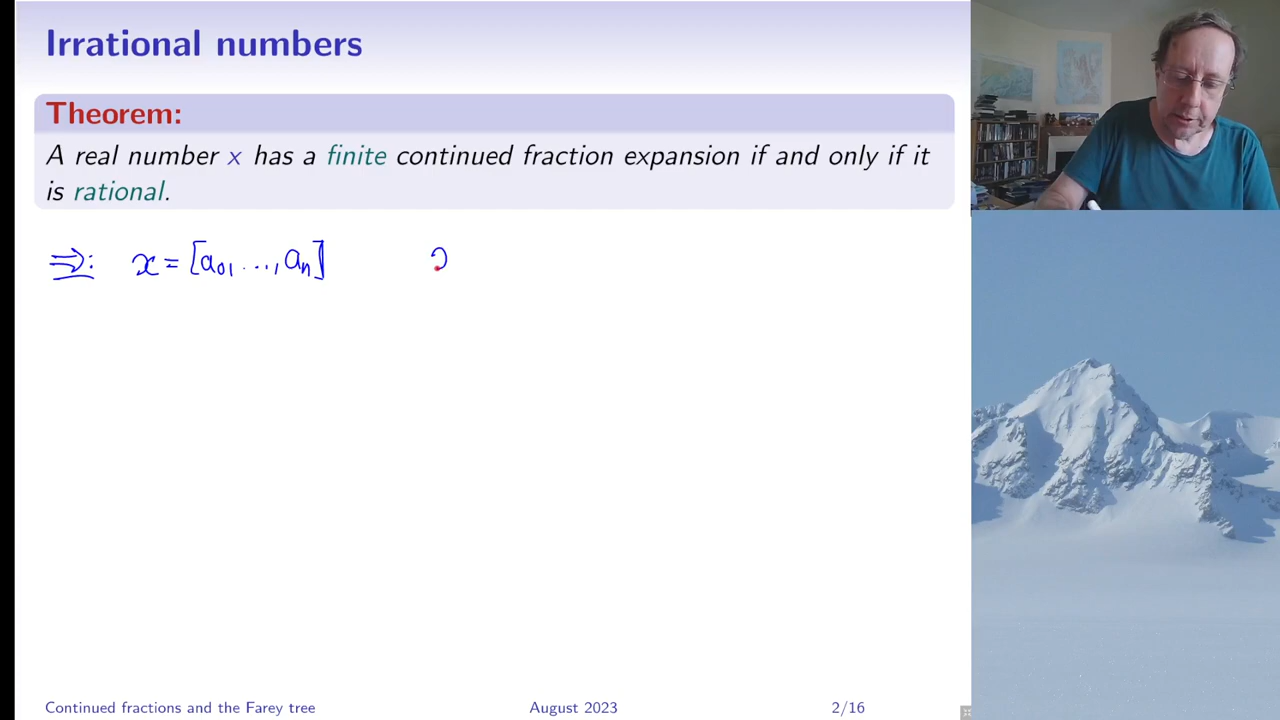 Irrational numbers
Theorem:
A real number x has a finite continued fraction expansion if and only if it
is rational.
⇒: x = [a₀, ..., aₙ]
Continued fractions and the Farey tree August 2023 2/16